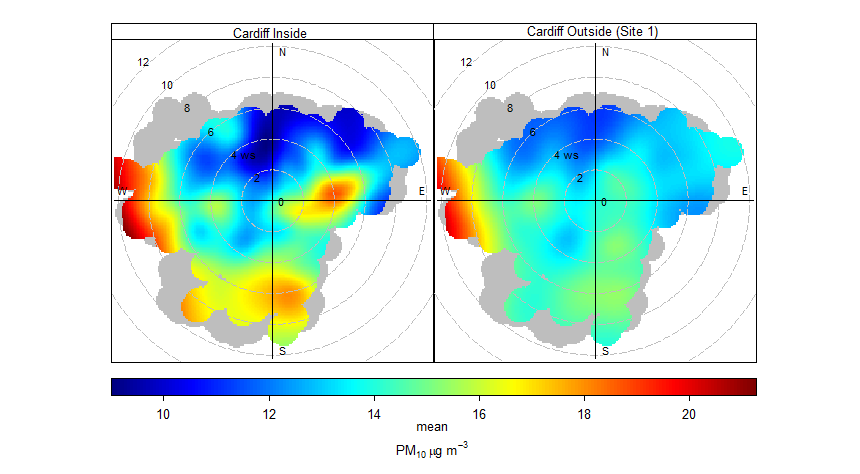 Cardiff Inside
Cardiff Outside (Site 1)
N
12
10
8
6
4 ws
2
0
W
E
S
N
12
10
8
6
4 ws
2
0
W
E
S
10 12 14 16 18 20
mean
PM₁₀ μg m⁻³